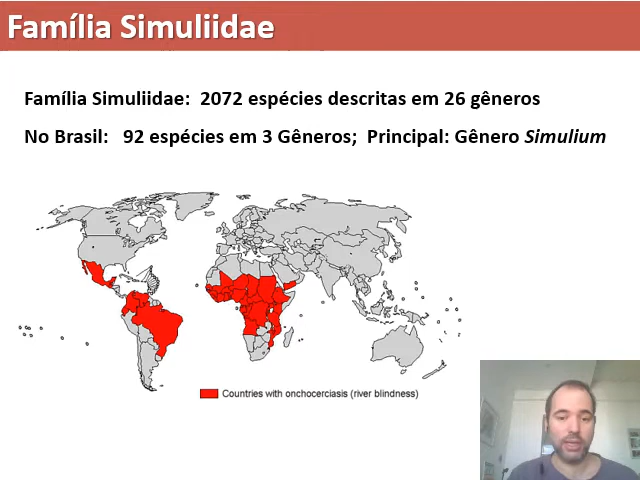 Família Simuliidae
Família Simuliidae: 2072 espécies descritas em 26 gêneros
No Brasil: 92 espécies em 3 Gêneros; Principal: Gênero Simulium
Countries with onchocerciasis (river blindness)